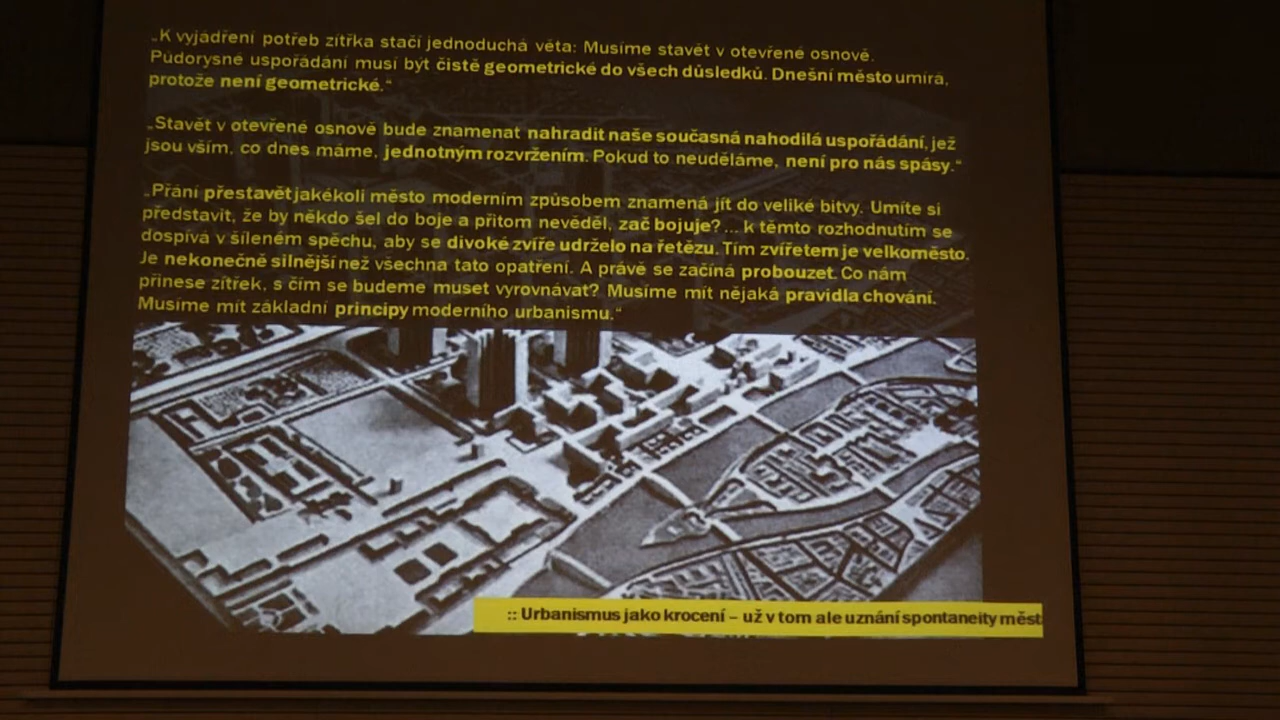 „K vyjádření potřeb zítřka stačí jednoduchá věta: Musíme stavět v otevřené osnově.
Půdorysné uspořádání musí být čistě geometrické do všech důsledků. Dnešní město umírá,
protože není geometrické.“
„Stavět v otevřené osnově bude znamenat nahradit naše současná nahodilá uspořádání, jež
jsou vším, co dnes máme, jednotným rozvržením. Pokud to neuděláme, není pro nás spásy.“
„Přání přestavět jakékoli město moderním způsobem znamená jít do veliké bitvy. Umíte si
představit, že by někdo šel do boje a přitom nevěděl, zač bojuje? ... k těmto rozhodnutím se
dospívá v šíleném spěchu, aby se divoké zvíře udrželo na řetězu. Tím zvířetem je velkoměsto.
Je nekonečně silnější než všechna tato opatření. A právě se začíná probouzet. Co nám
přinese zítřek, s čím se budeme muset vyrovnávat? Musíme mít nějaká pravidla chování.
Musíme mít základní principy moderního urbanismu.“
:: Urbanismus jako krocení – už v tom ale uznání spontaneity měst